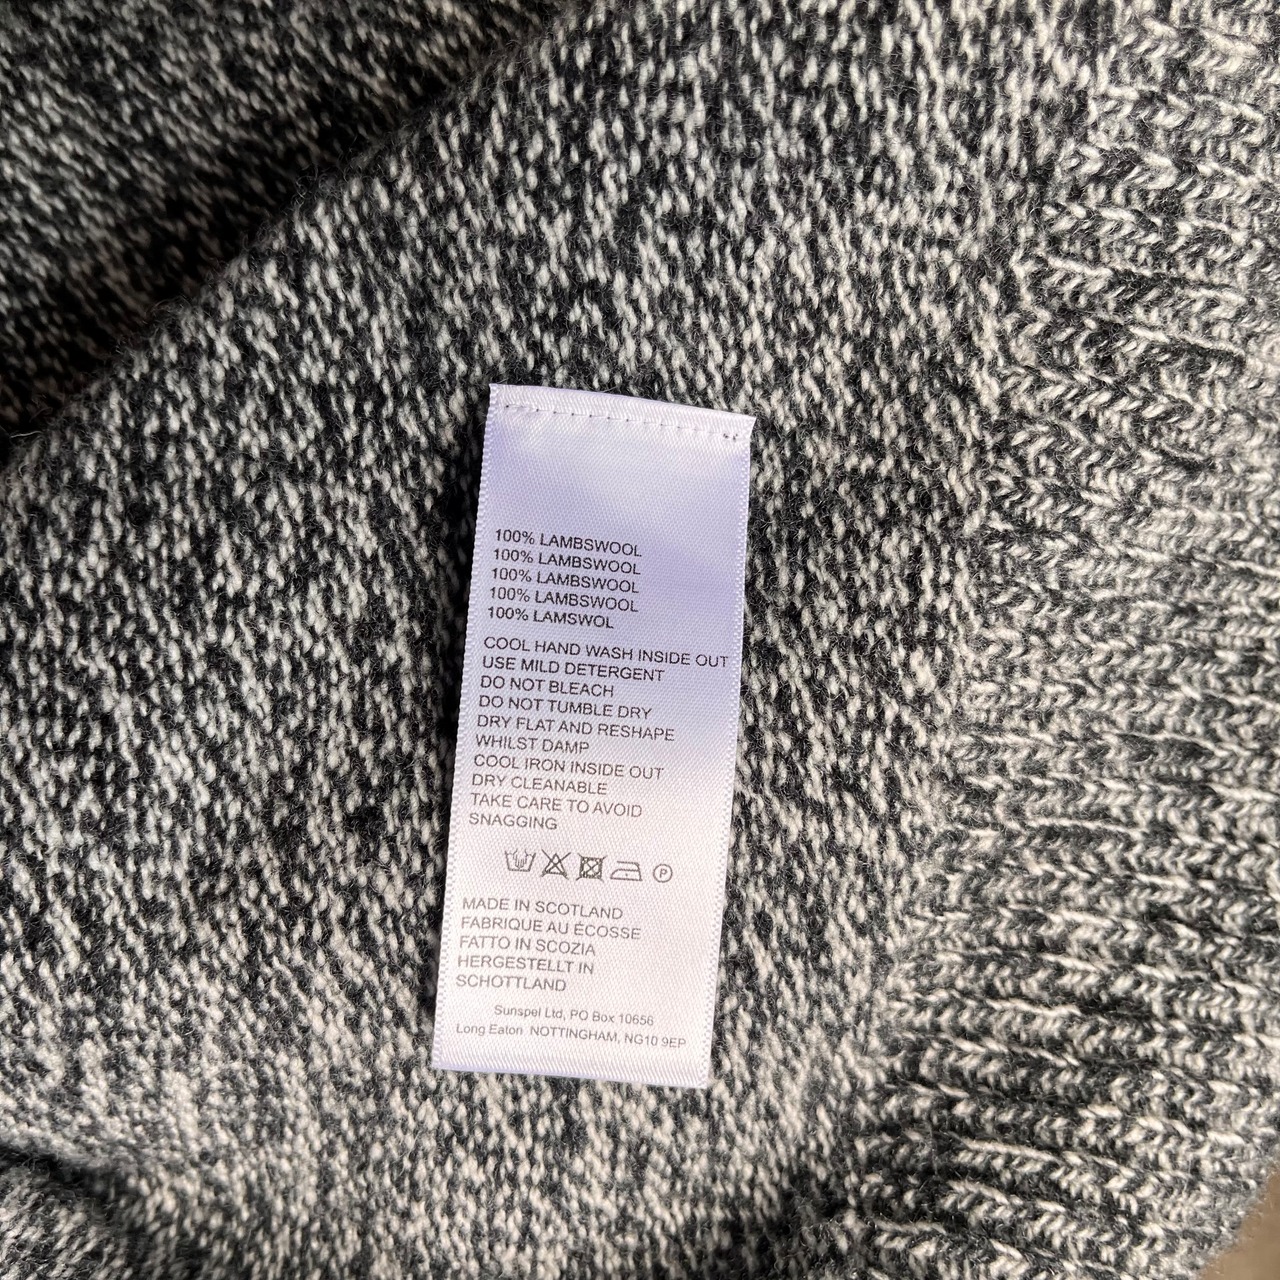 100% LAMBSWOOL
100% LAMBSWOOL
100% LAMBSWOOL
100% LAMBSWOOL
100% LAMSWOL
COOL HAND WASH INSIDE OUT
USE MILD DETERGENT
DO NOT BLEACH
DO NOT TUMBLE DRY
DRY FLAT AND RESHAPE
WHILST DAMP
COOL IRON INSIDE OUT
DRY CLEANABLE
TAKE CARE TO AVOID
SNAGGING
P
MADE IN SCOTLAND
FABRIQUE AU ÉCOSSE
FATTO IN SCOZIA
HERGESTELLT IN
SCHOTTLAND
Sunspel Ltd, PO Box 10656
Long Eaton NOTTINGHAM, NG10 9EP